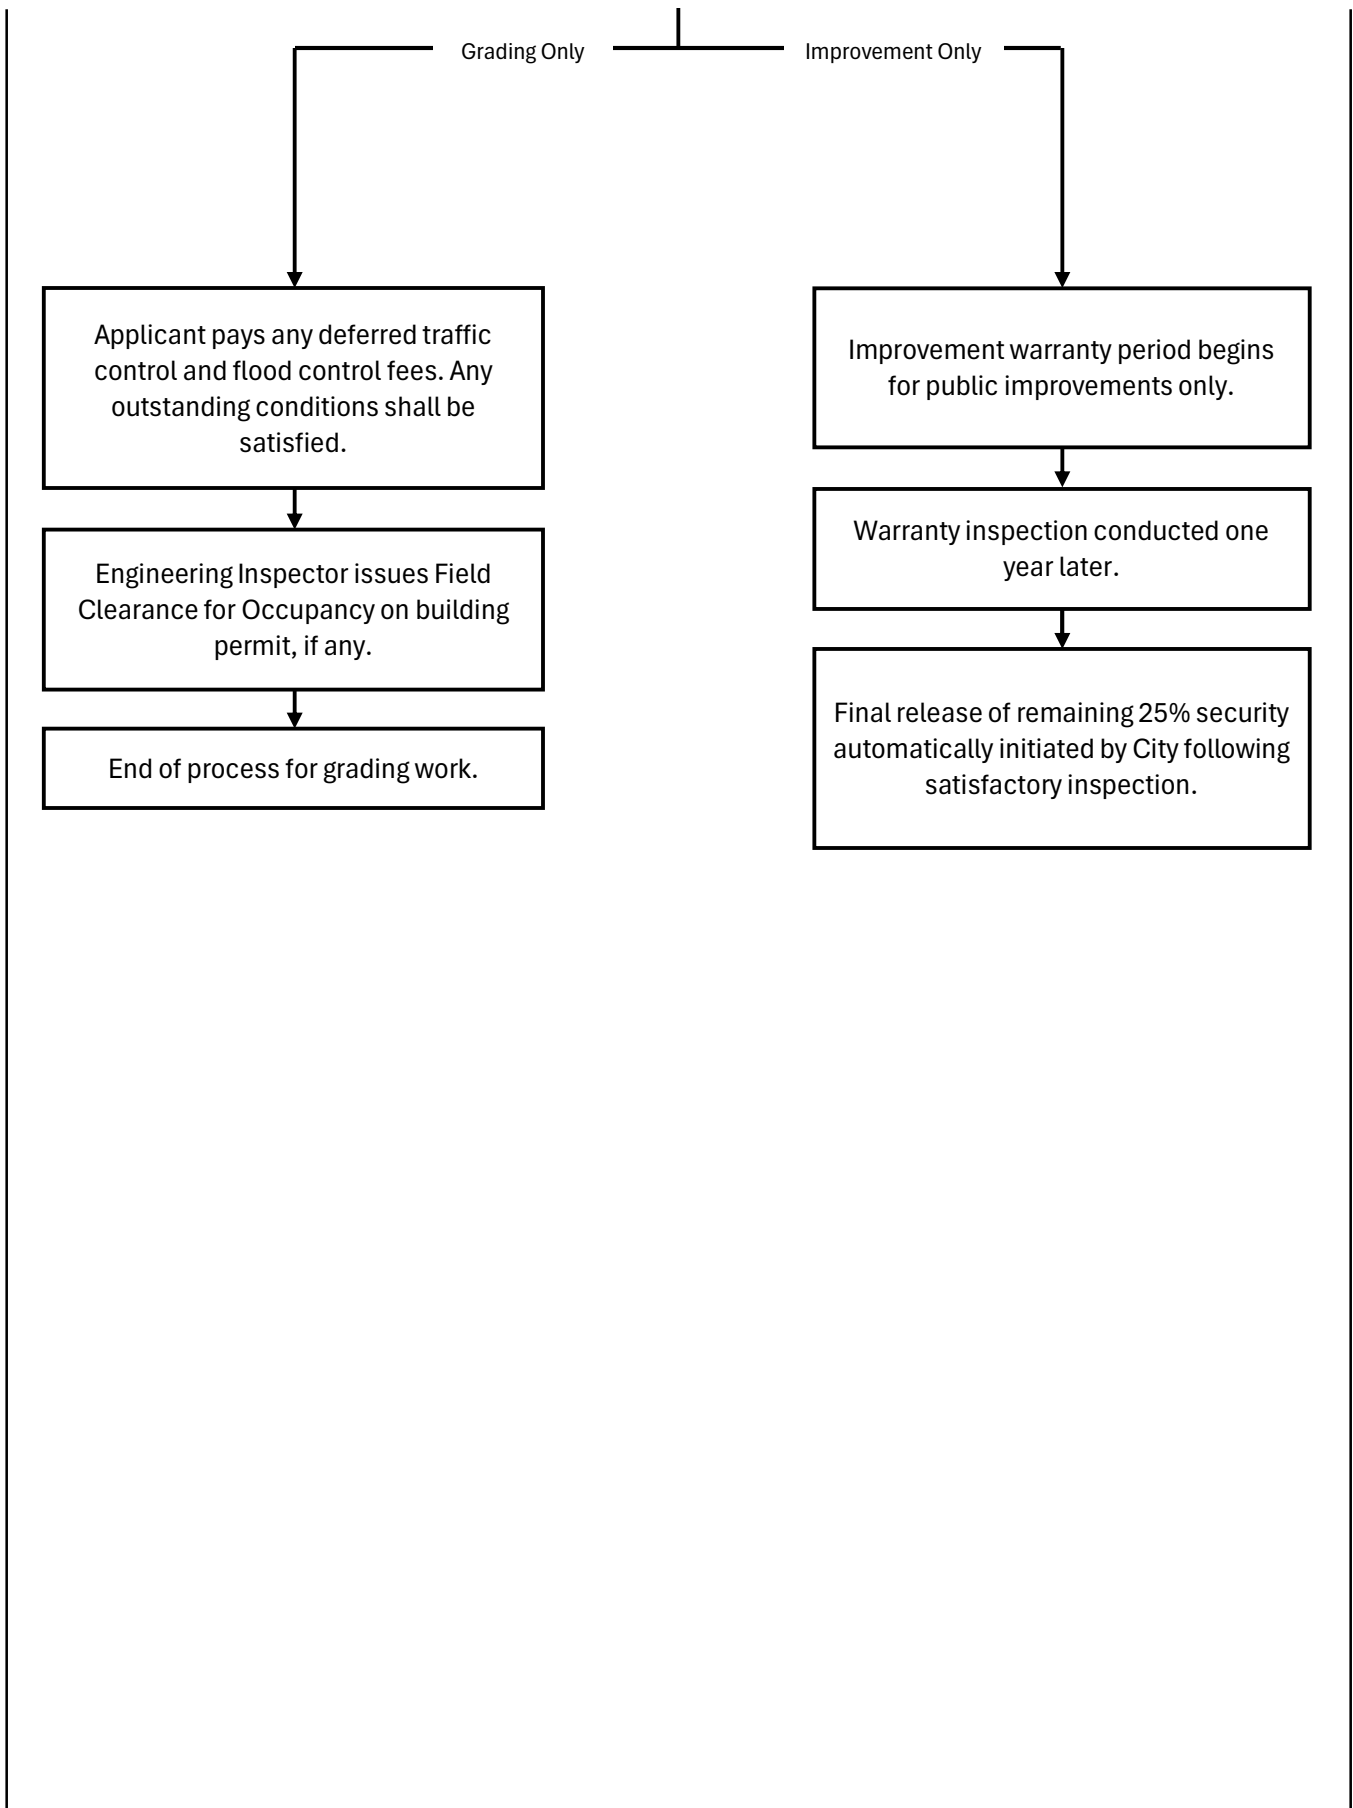 Grading Only
Improvement Only
Applicant pays any deferred traffic
control and flood control fees. Any
outstanding conditions shall be
satisfied.
Engineering Inspector issues Field
Clearance for Occupancy on building
permit, if any.
End of process for grading work.
Improvement warranty period begins
for public improvements only.
Warranty inspection conducted one
year later.
Final release of remaining 25% security
automatically initiated by City following
satisfactory inspection.